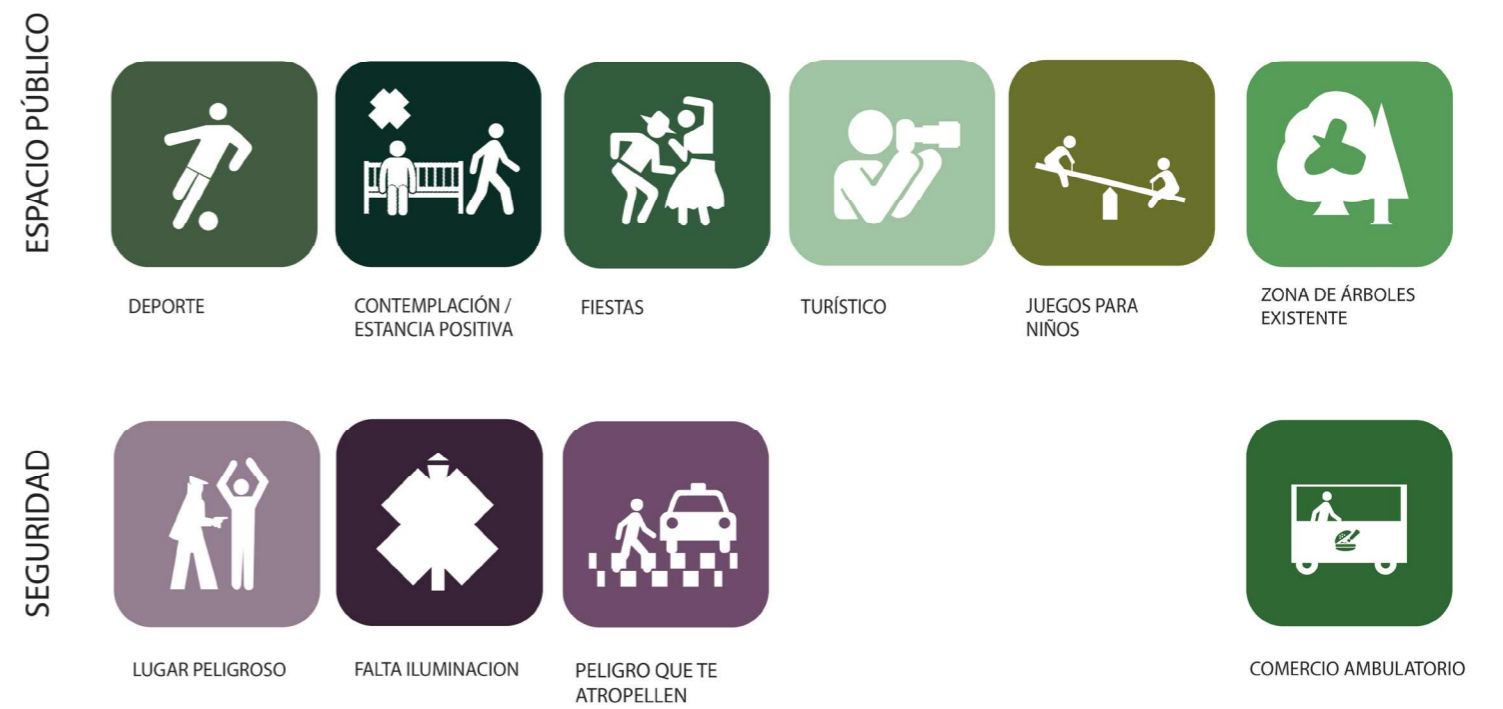 ESPACIO PÚBLICO
DEPORTE
CONTEMPLACIÓN /
ESTANCIA POSITIVA
FIESTAS
TURÍSTICO
JUEGOS PARA
NIÑOS
ZONA DE ÁRBOLES
EXISTENTE
SEGURIDAD
LUGAR PELIGROSO
FALTA ILUMINACION
PELIGRO QUE TE
ATROPELLEN
COMERCIO AMBULATORIO